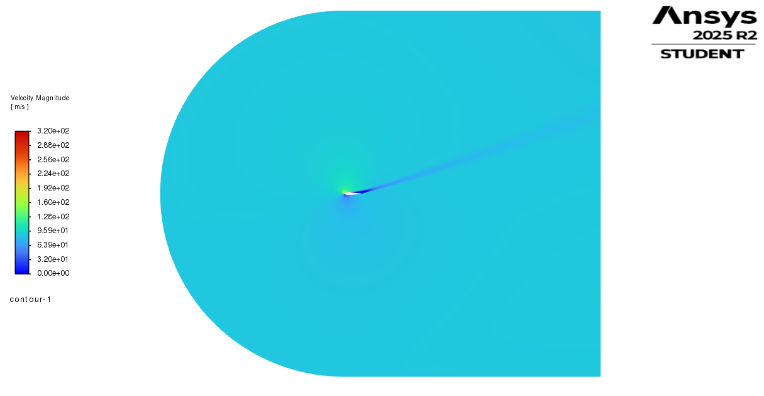 Ansys
2025 R2
STUDENT
Velocity Magnitude
[ m/s ]
3.20e+02
2.88e+02
2.56e+02
2.24e+02
1.92e+02
1.60e+02
1.28e+02
9.59e+01
6.39e+01
3.20e+01
0.00e+00
contour-1